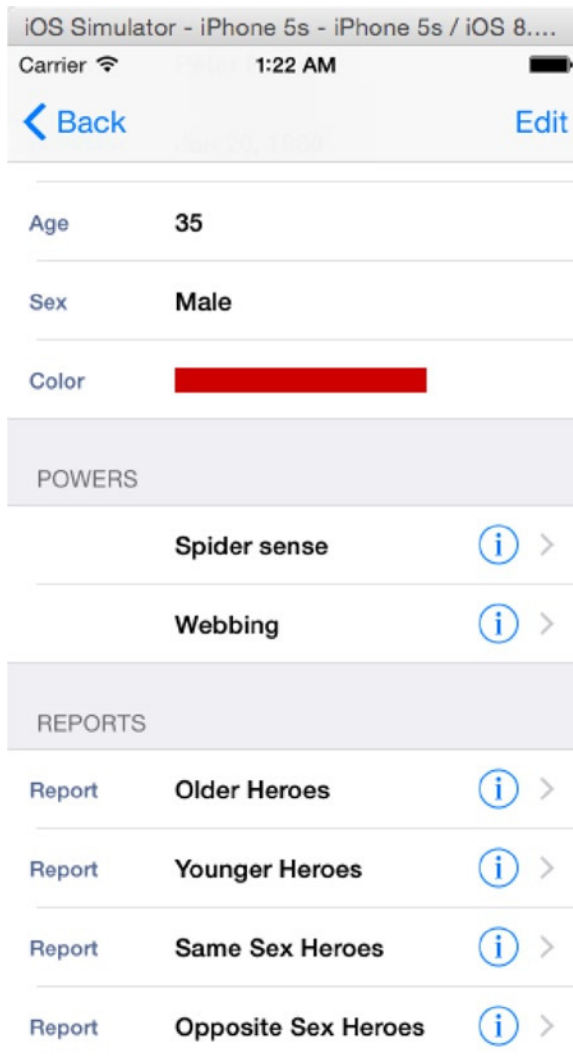 iOS Simulator - iPhone 5s - iPhone 5s / iOS 8....
Carrier 1:22 AM
Back Edit
Age 35
Sex Male
Color
POWERS
Spider sense
Webbing
REPORTS
Report Older Heroes
Report Younger Heroes
Report Same Sex Heroes
Report Opposite Sex Heroes